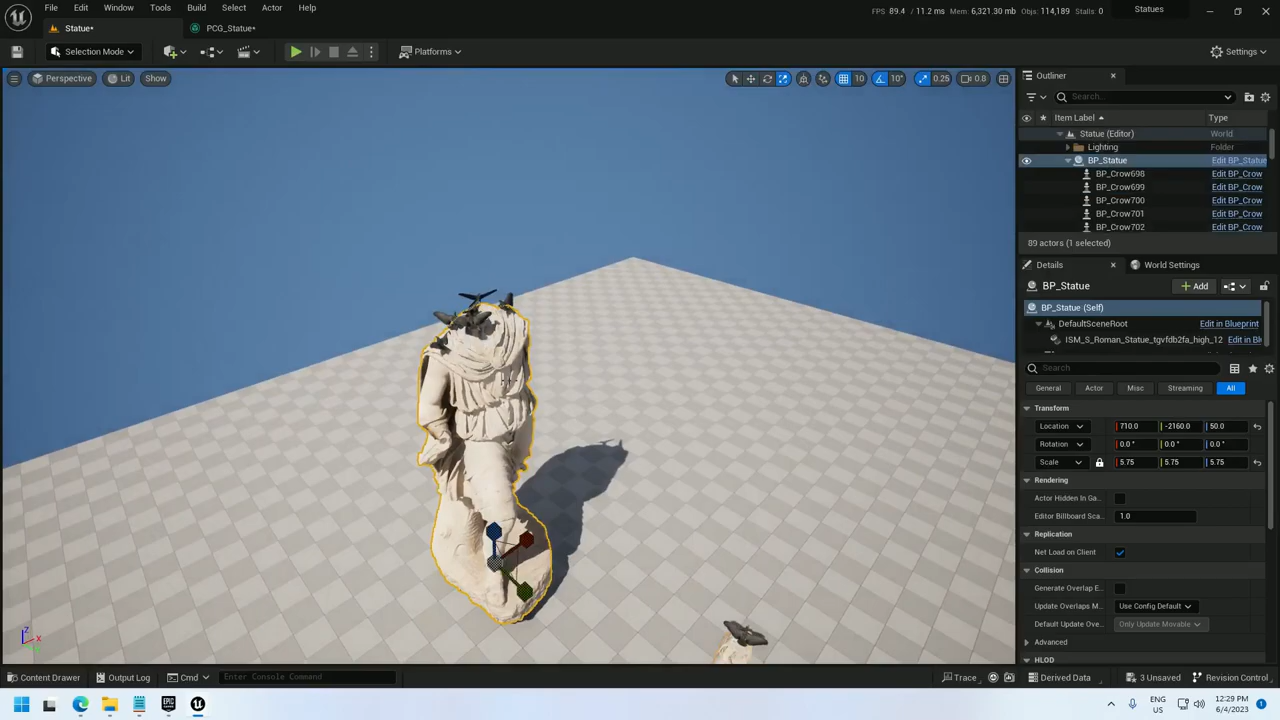 File Edit Window Tools Build Select Actor Help FPS: 89.4 / 11.2 ms Mem: 6,321.30 mb Objs: 114,189 Stalls: 0 Statues
Statue* PCG_Statue*
Selection Mode Platforms Settings
Perspective Lit Show 10 10° 0.25 0.8
Outliner
Search...
Item Label Type
Statue (Editor) World
Lighting Folder
BP_Statue Edit BP_Statue
BP_Crow698 Edit BP_Crow
BP_Crow699 Edit BP_Crow
BP_Crow700 Edit BP_Crow
BP_Crow701 Edit BP_Crow
BP_Crow702 Edit BP_Crow
89 actors (1 selected)
Details World Settings
BP_Statue Add
BP_Statue (Self)
DefaultSceneRoot Edit in Blueprint
ISM_S_Roman_Statue_tgvfdb2fa_high_12 Edit in Bl
Search
General Actor Misc Streaming All
Transform
Location 710.0 -2160.0 50.0
Rotation 0.0 ° 0.0 ° 0.0 °
Scale 5.75 5.75 5.75
Rendering
Actor Hidden In Ga...
Editor Billboard Sca... 1.0
Replication
Net Load on Client
Collision
Generate Overlap E...
Update Overlaps M... Use Config Default
Default Update Ove... Only Update Movable
Advanced
HLOD
Z X
Content Drawer Output Log Cmd Enter Console Command Trace Derived Data 3 Unsaved Revision Control
EPIC GAMES ENG 12:29 PM
US 6/4/2023 1